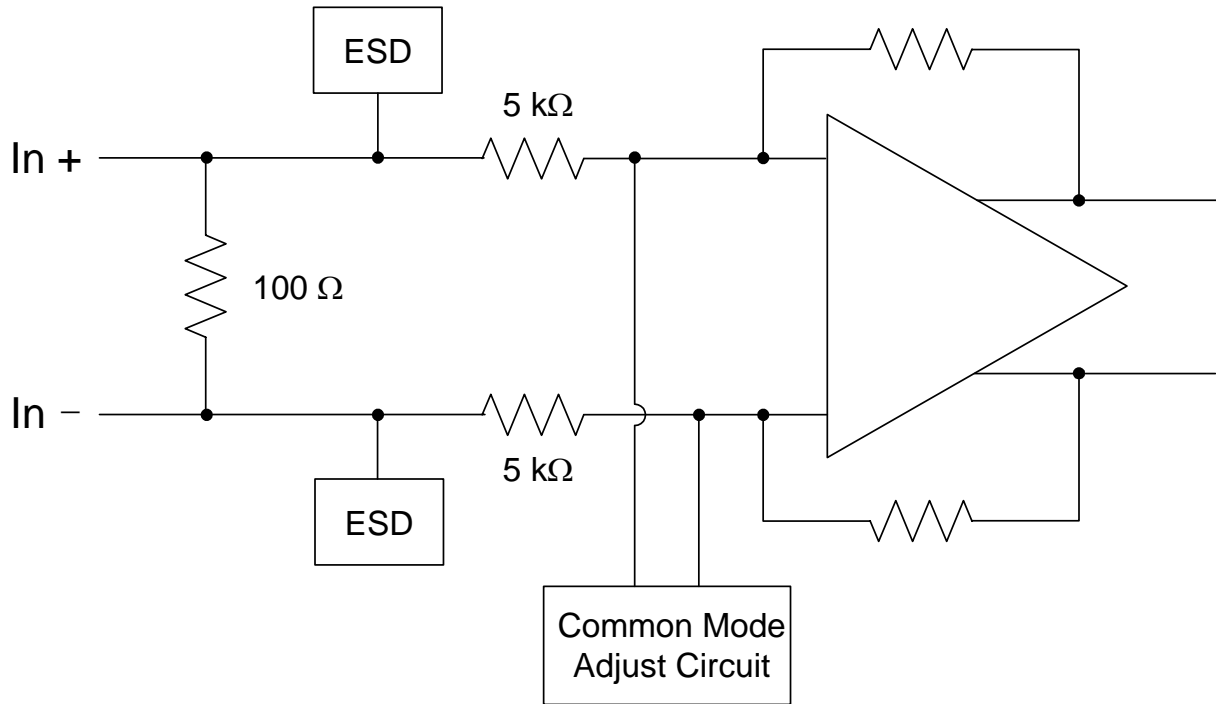 ESD
5 kΩ
In +
100 Ω
In −
5 kΩ
ESD
Common Mode
Adjust Circuit